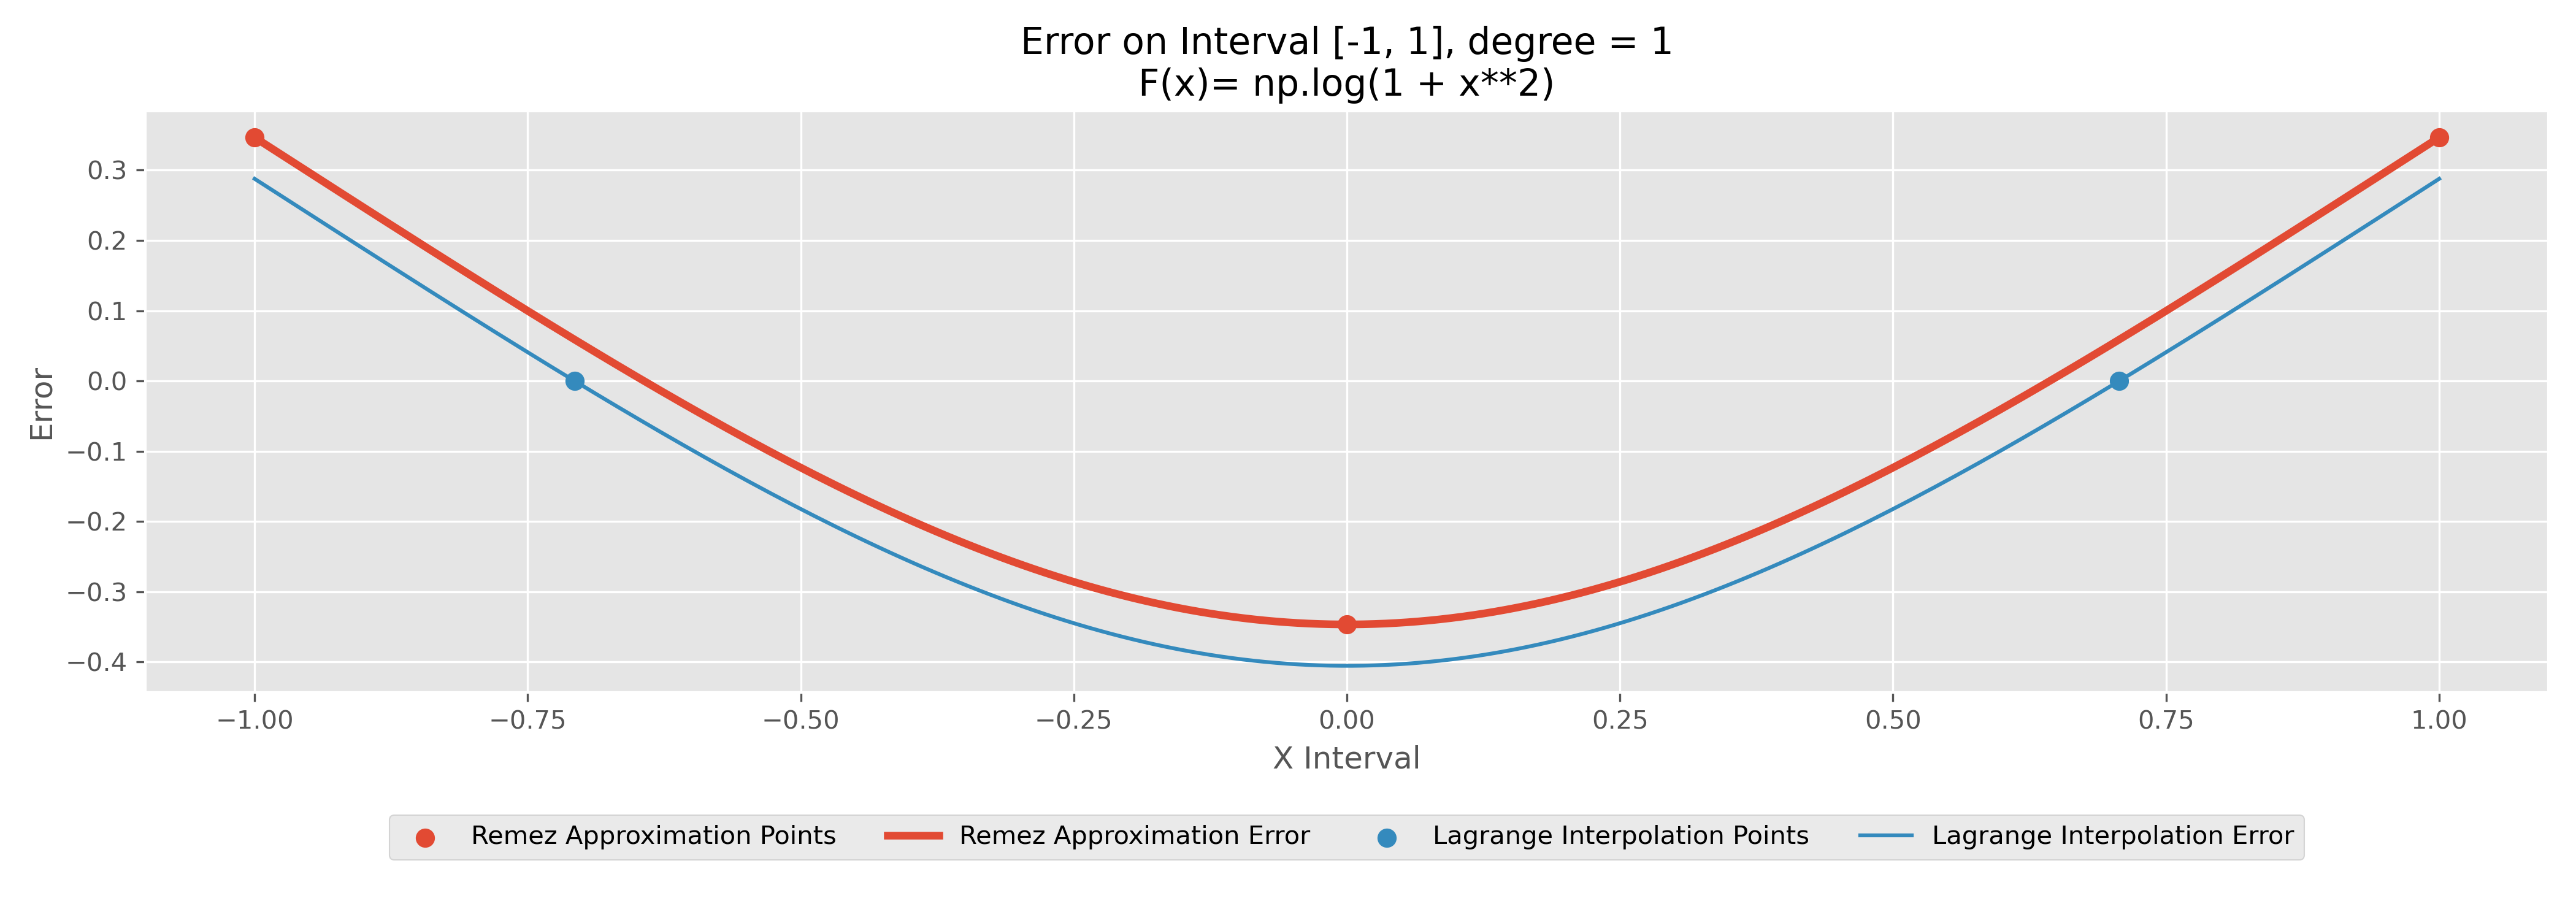 Error on Interval [-1, 1], degree = 1
F(x)= np.log(1 + x**2)
Error
0.3
0.2
0.1
0.0
−0.1
−0.2
−0.3
−0.4
−1.00 −0.75 −0.50 −0.25 0.00 0.25 0.50 0.75 1.00
X Interval
Remez Approximation Points Remez Approximation Error Lagrange Interpolation Points Lagrange Interpolation Error